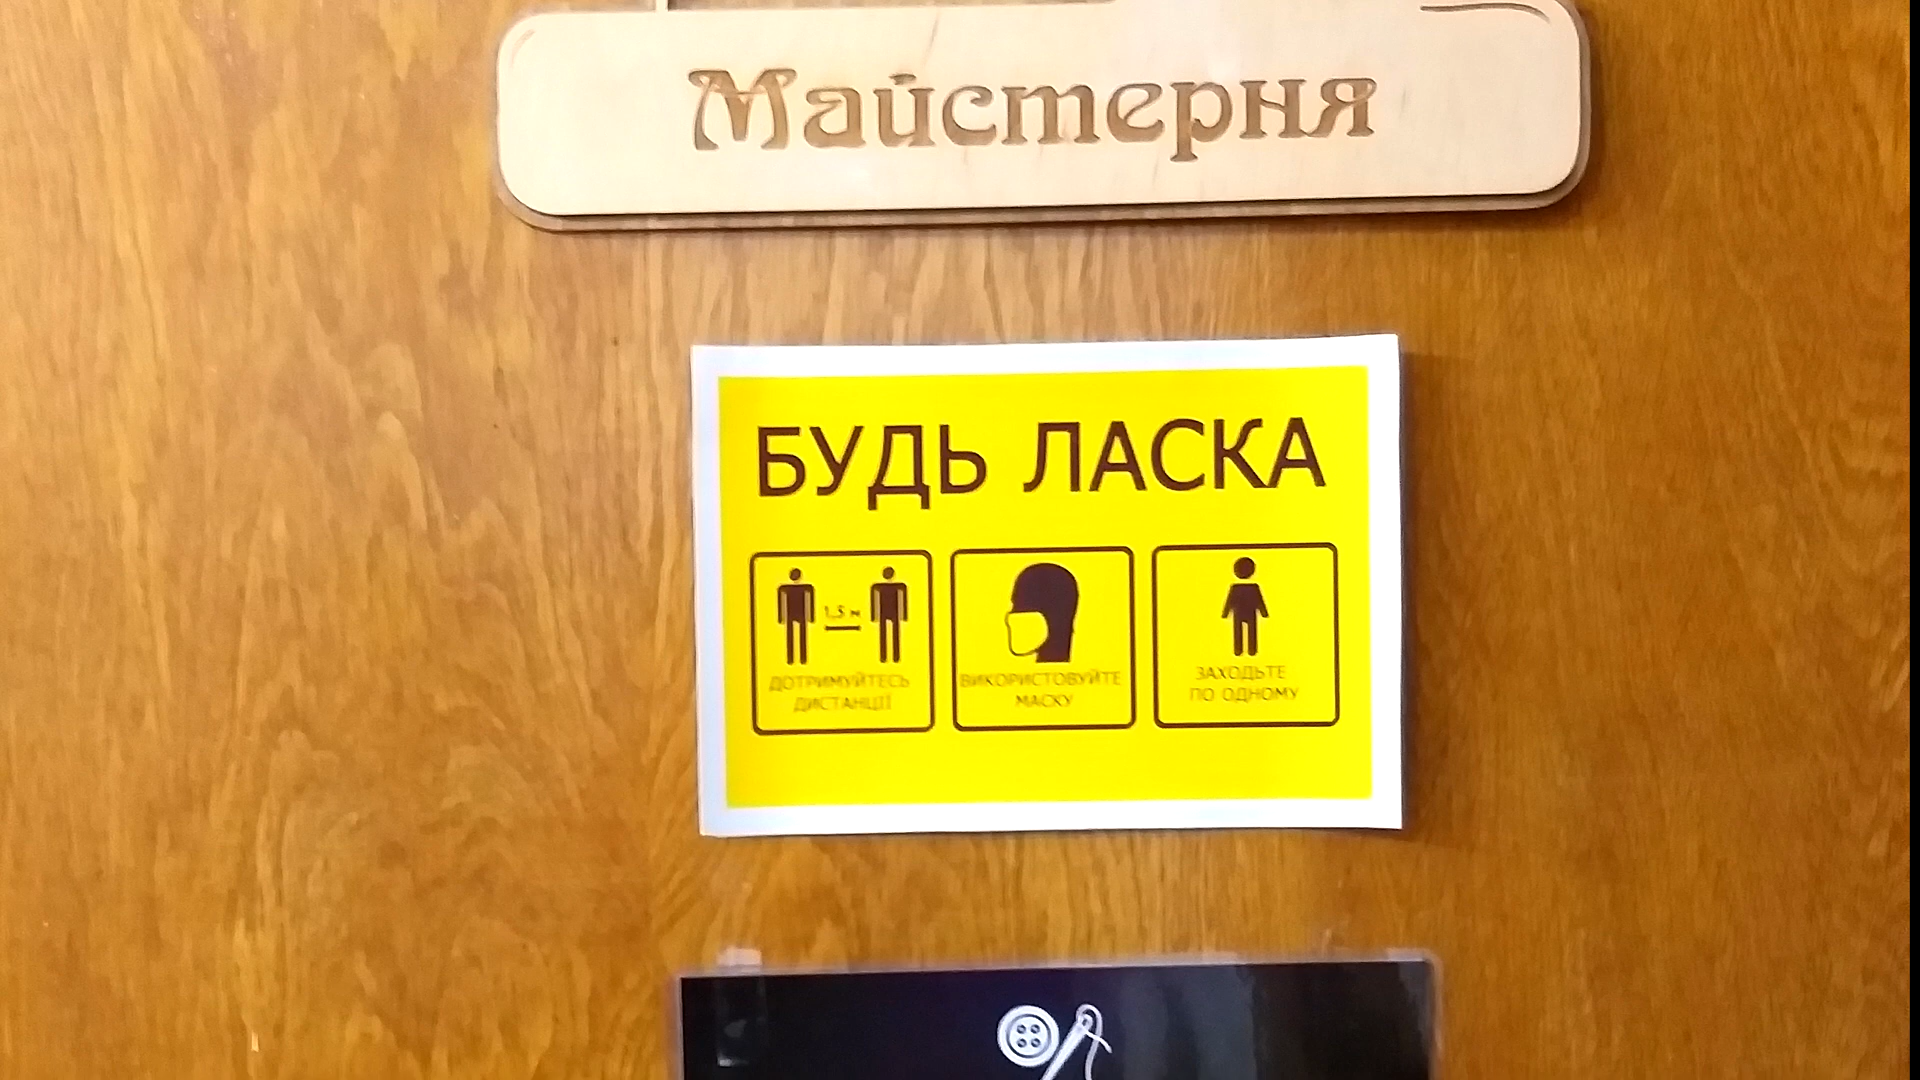 Майстерня
БУДЬ ЛАСКА
1,5 м
ДОТРИМУЙТЕСЬ
ДИСТАНЦІЇ
ВИКОРИСТОВУЙТЕ
МАСКУ
ЗАХОДЬТЕ
ПО ОДНОМУ